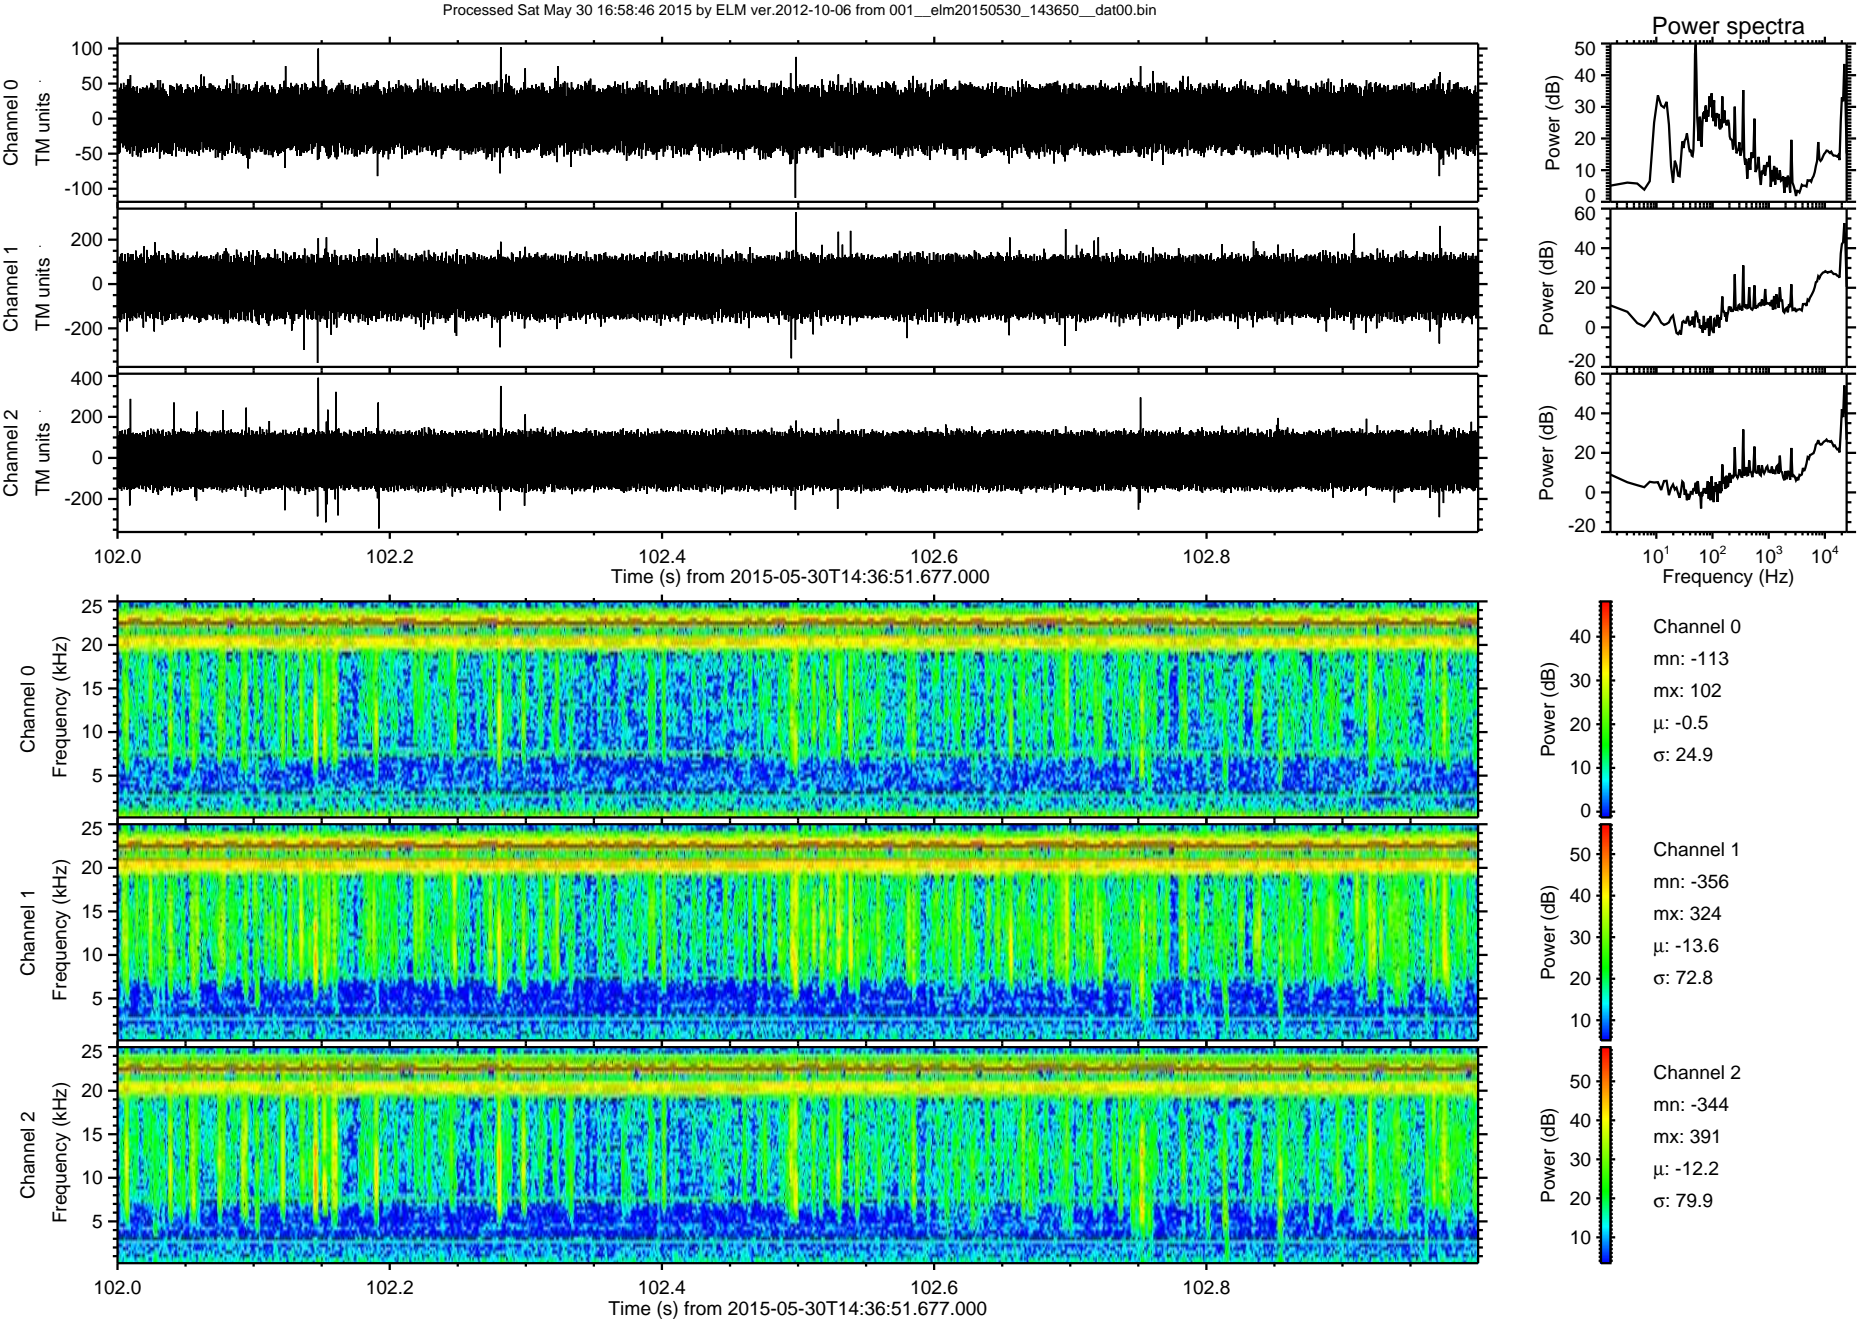 Processed Sat May 30 16:58:46 2015 by ELM ver.2012-10-06 from 001__elm20150530_143650__dat00.bin
Power spectra
Channel 0
TM units
100
50
0
-50
-100
Power (dB)
50
40
30
20
10
0
Channel 1
TM units
200
0
-200
Power (dB)
60
40
20
0
-20
Channel 2
TM units
400
200
0
-200
Power (dB)
60
40
20
0
-20
102.0
102.2
102.4
102.6
102.8
Time (s) from 2015-05-30T14:36:51.677.000
10¹
10²
10³
10⁴
Frequency (Hz)
Channel 0
Frequency (kHz)
25
20
15
10
5
Power (dB)
40
30
20
10
0
Channel 0
mn: -113
mx: 102
μ: -0.5
σ: 24.9
Channel 1
Frequency (kHz)
25
20
15
10
5
Power (dB)
50
40
30
20
10
Channel 1
mn: -356
mx: 324
μ: -13.6
σ: 72.8
Channel 2
Frequency (kHz)
25
20
15
10
5
Power (dB)
50
40
30
20
10
Channel 2
mn: -344
mx: 391
μ: -12.2
σ: 79.9
102.0
102.2
102.4
102.6
102.8
Time (s) from 2015-05-30T14:36:51.677.000